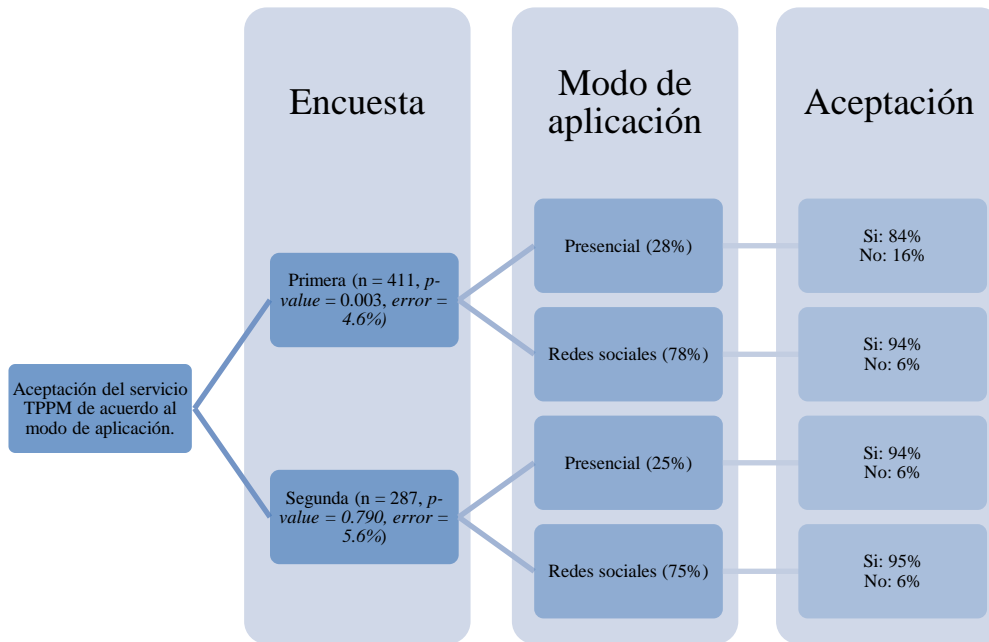 Encuesta
Modo de
aplicación
Aceptación
Aceptación del servicio
TPPM de acuerdo al
modo de aplicación.
Primera (n = 411, p-
value = 0.003, error =
4.6%)
Presencial (28%)
Si: 84%
No: 16%
Redes sociales (78%)
Si: 94%
No: 6%
Segunda (n = 287, p-
value = 0.790, error =
5.6%)
Presencial (25%)
Si: 94%
No: 6%
Redes sociales (75%)
Si: 95%
No: 6%